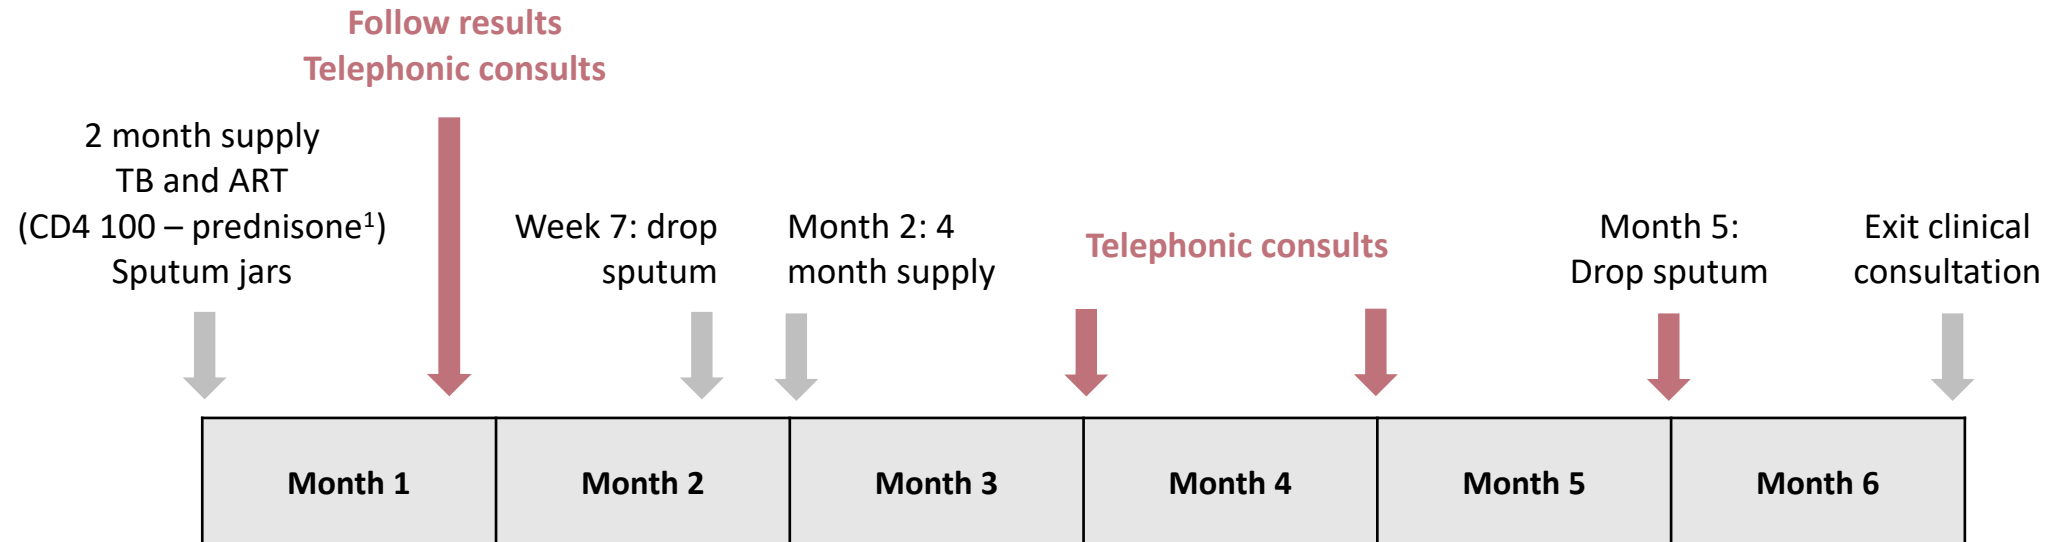 Follow results
Telephonic consults
2 month supply
TB and ART
(CD4 100 – prednisone¹)
Sputum jars
Week 7: drop
sputum
Month 2: 4
month supply
Telephonic consults
Month 5:
Drop sputum
Exit clinical
consultation
Month 1
Month 2
Month 3
Month 4
Month 5
Month 6